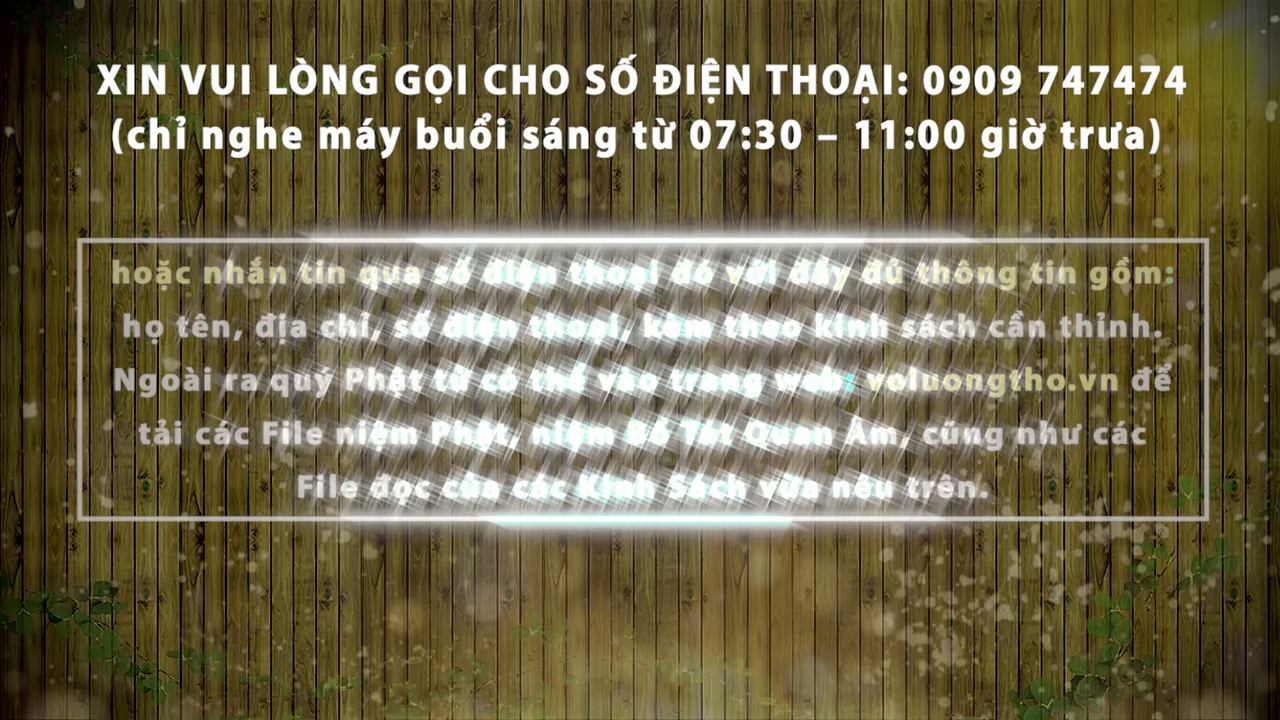 XIN VUI LÒNG GỌI CHO SỐ ĐIỆN THOẠI: 0909 747474
(chỉ nghe máy buổi sáng từ 07:30 – 11:00 giờ trưa)
hoặc nhắn tin qua số điện thoại đó với đầy đủ thông tin gồm:
họ tên, địa chỉ, số điện thoại, kèm theo kinh sách cần thỉnh.
Ngoài ra quý Phật tử có thể vào trang web: voluongtho.vn để
tải các File niệm Phật, niệm Bồ Tát Quan Âm, cũng như các
File đọc của các Kinh Sách vừa nêu trên.